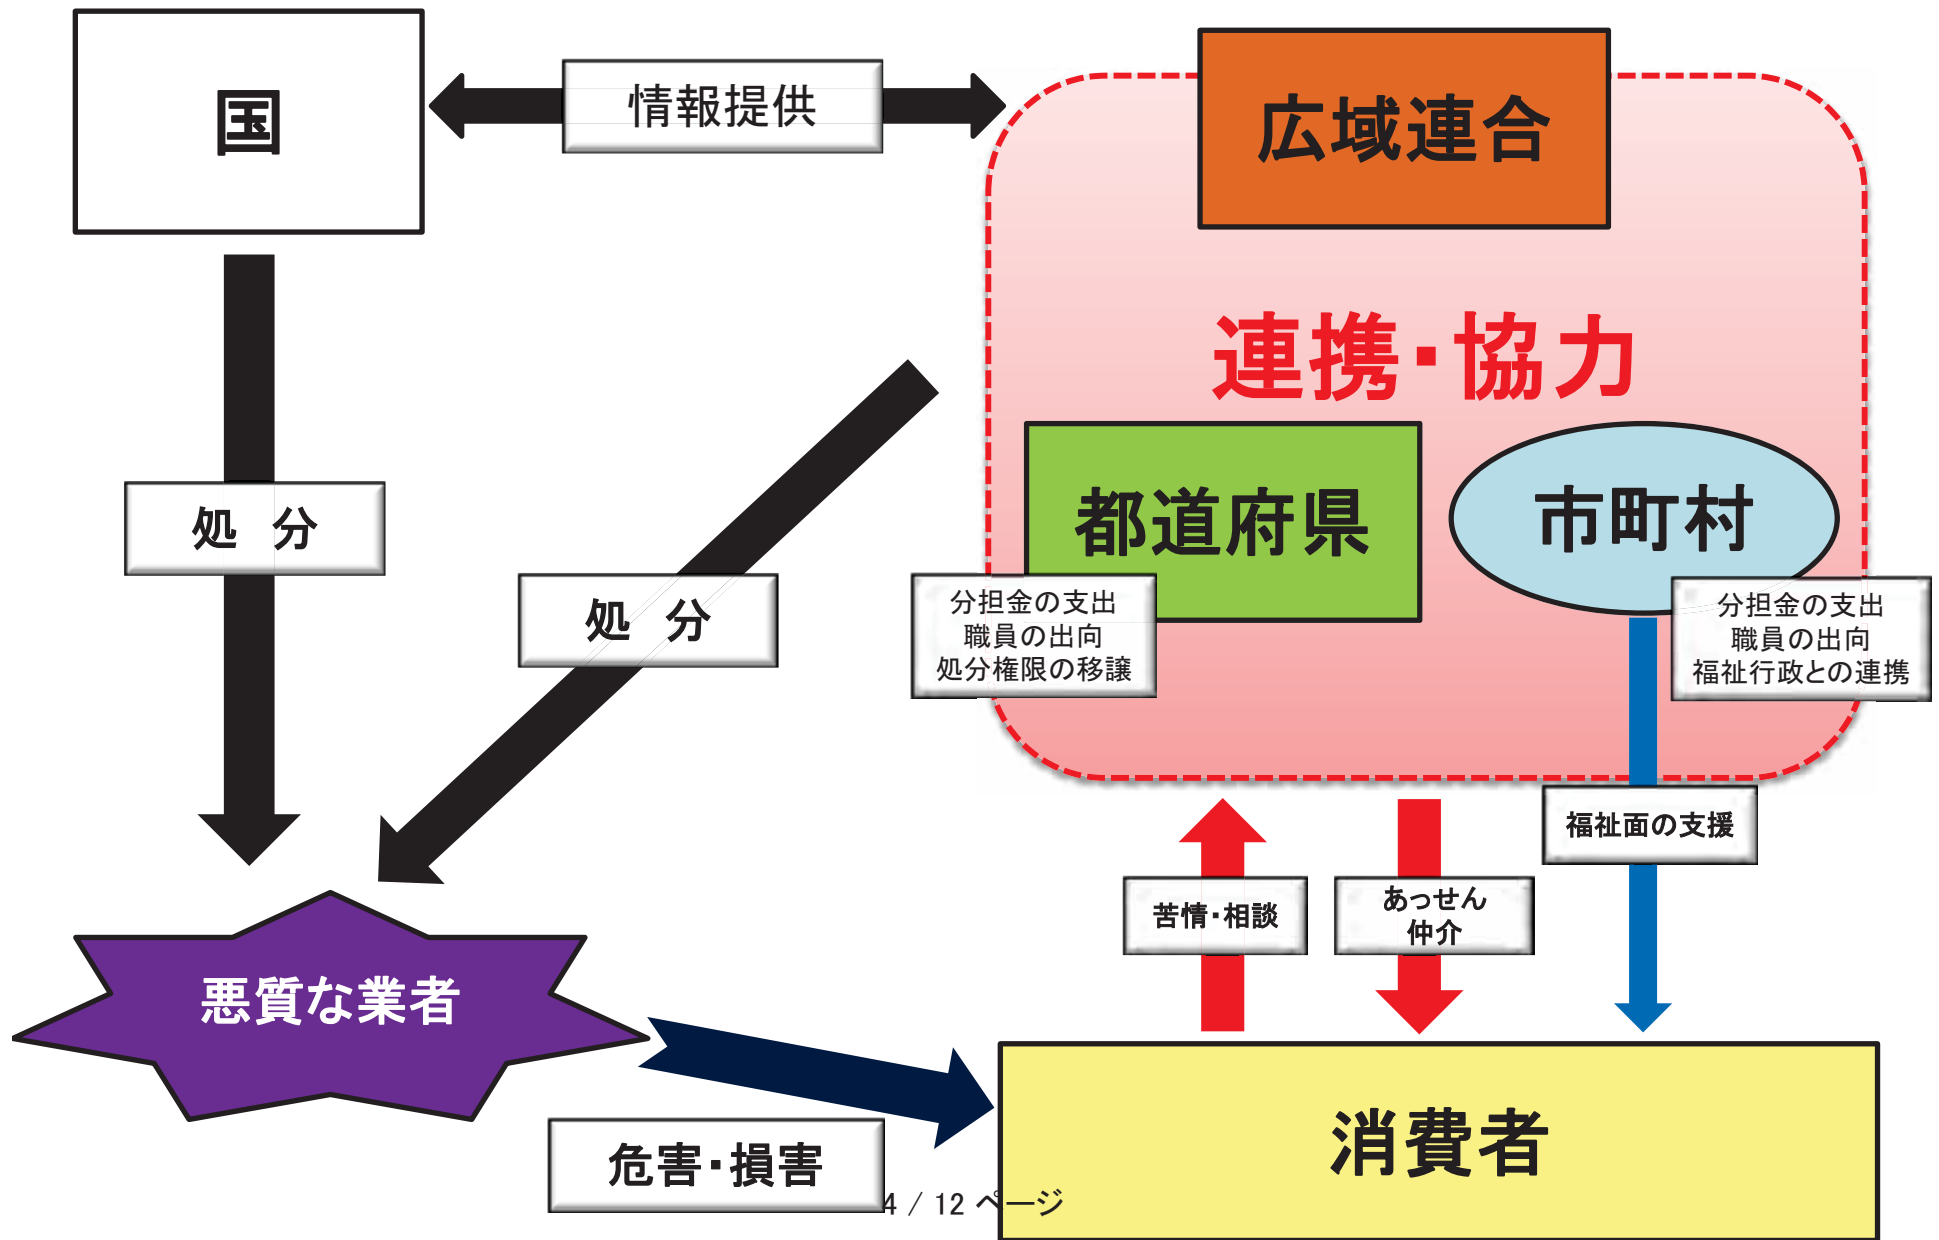 国
情報提供
広域連合
連携・協力
都道府県
市町村
処　分
処　分
分担金の支出
職員の出向
処分権限の移譲
分担金の支出
職員の出向
福祉行政との連携
福祉面の支援
苦情・相談
あっせん
仲介
悪質な業者
危害・損害
消費者
4 / 12 ページ